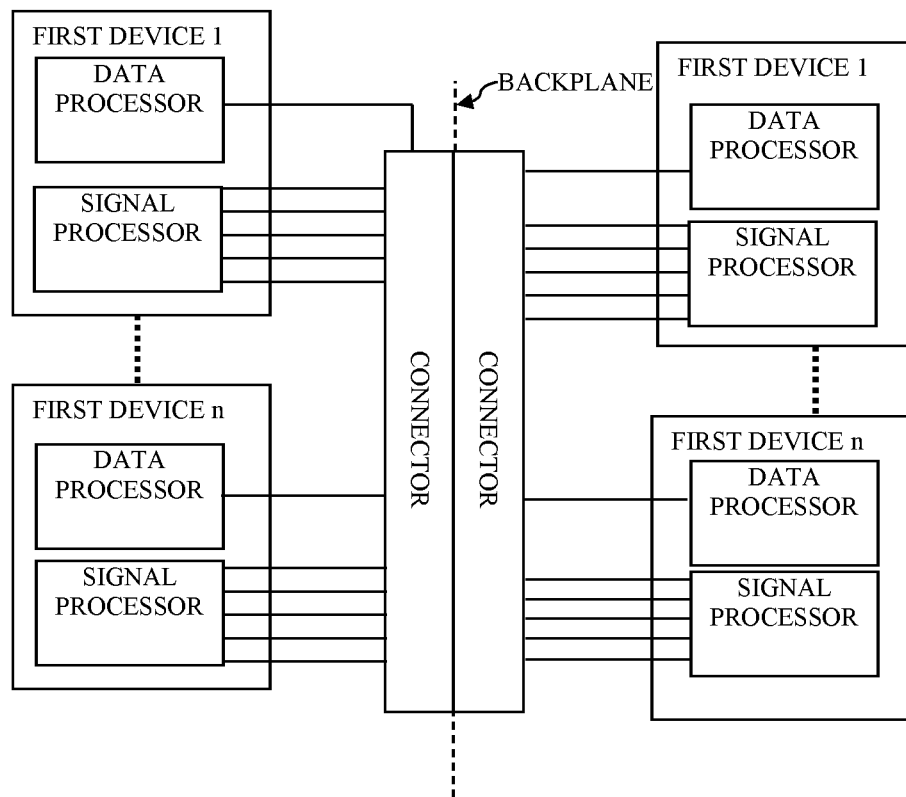 FIRST DEVICE 1
DATA
PROCESSOR
SIGNAL
PROCESSOR
FIRST DEVICE n
DATA
PROCESSOR
SIGNAL
PROCESSOR
BACKPLANE
CONNECTOR
CONNECTOR
FIRST DEVICE 1
DATA
PROCESSOR
SIGNAL
PROCESSOR
FIRST DEVICE n
DATA
PROCESSOR
SIGNAL
PROCESSOR